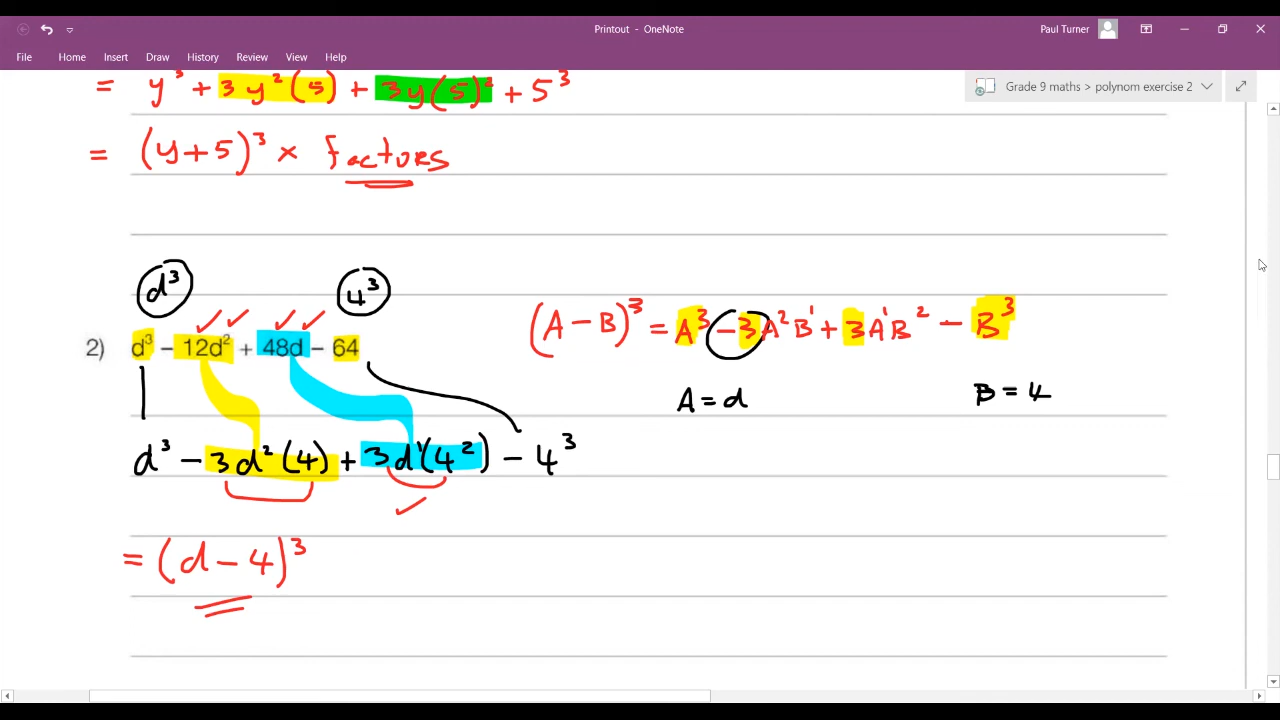 Printout - OneNote
Paul Turner
File Home Insert Draw History Review View Help
Grade 9 maths > polynom exercise 2
= y³ + 3y²(5) + 3y(5)² + 5³
= (y+5)³ × factors
d³ 4³
(A − B)³ = A³ − 3A²B¹ + 3A¹B² − B³
2) d³ − 12d² + 48d − 64
A = d B = 4
d³ − 3d²(4) + 3d¹(4²) − 4³
= (d − 4)³